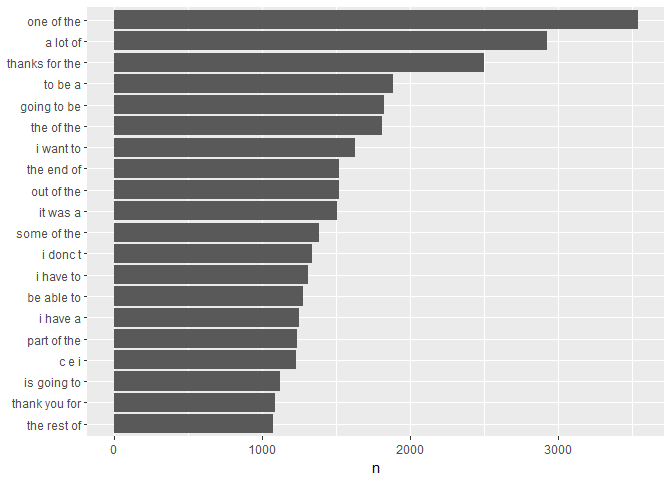 one of the
a lot of
thanks for the
to be a
going to be
the of the
i want to
the end of
out of the
it was a
some of the
i donc t
i have to
be able to
i have a
part of the
c e i
is going to
thank you for
the rest of
0 1000 2000 3000
n